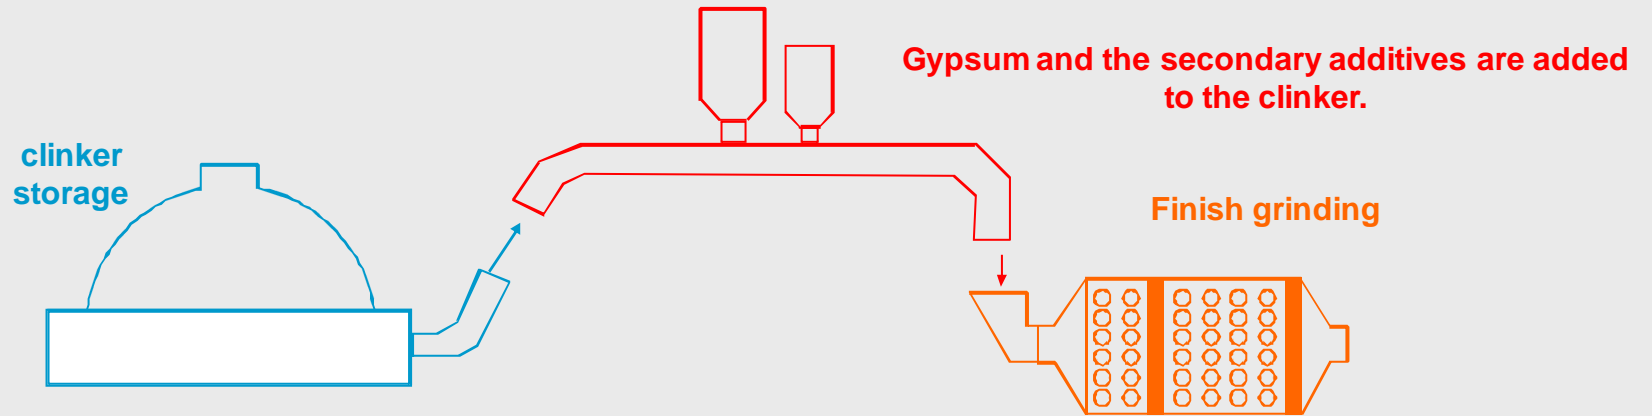 Gypsum and the secondary additives are added
to the clinker.
clinker
storage
Finish grinding